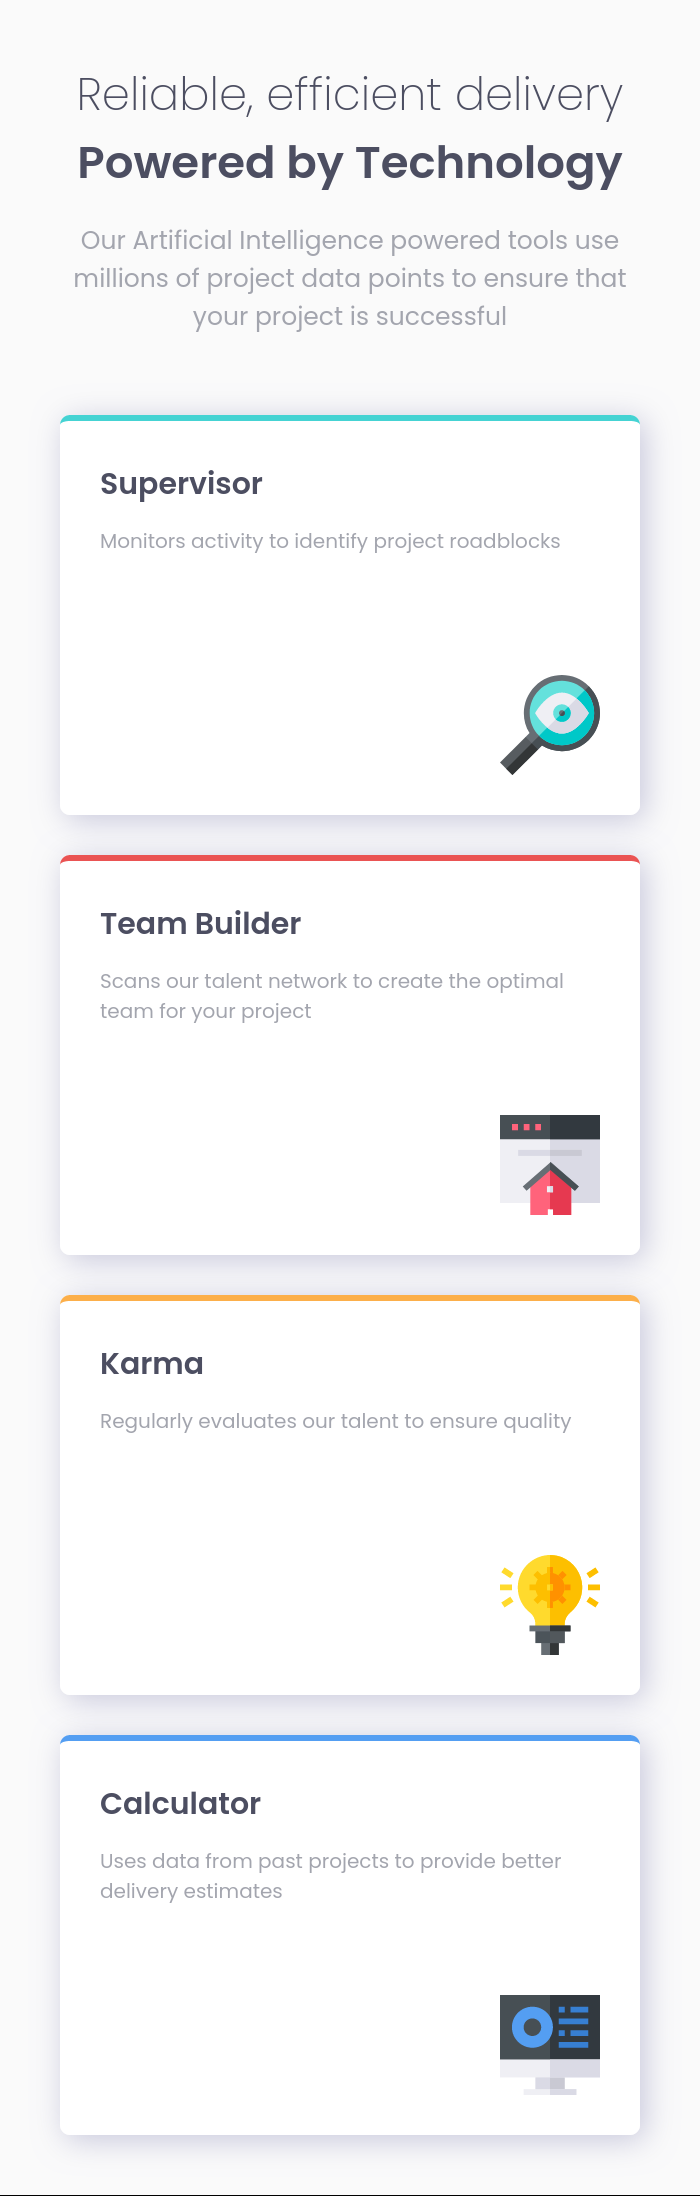 Reliable, efficient delivery
Powered by Technology
Our Artificial Intelligence powered tools use
millions of project data points to ensure that
your project is successful
Supervisor
Monitors activity to identify project roadblocks
Team Builder
Scans our talent network to create the optimal
team for your project
Karma
Regularly evaluates our talent to ensure quality
Calculator
Uses data from past projects to provide better
delivery estimates